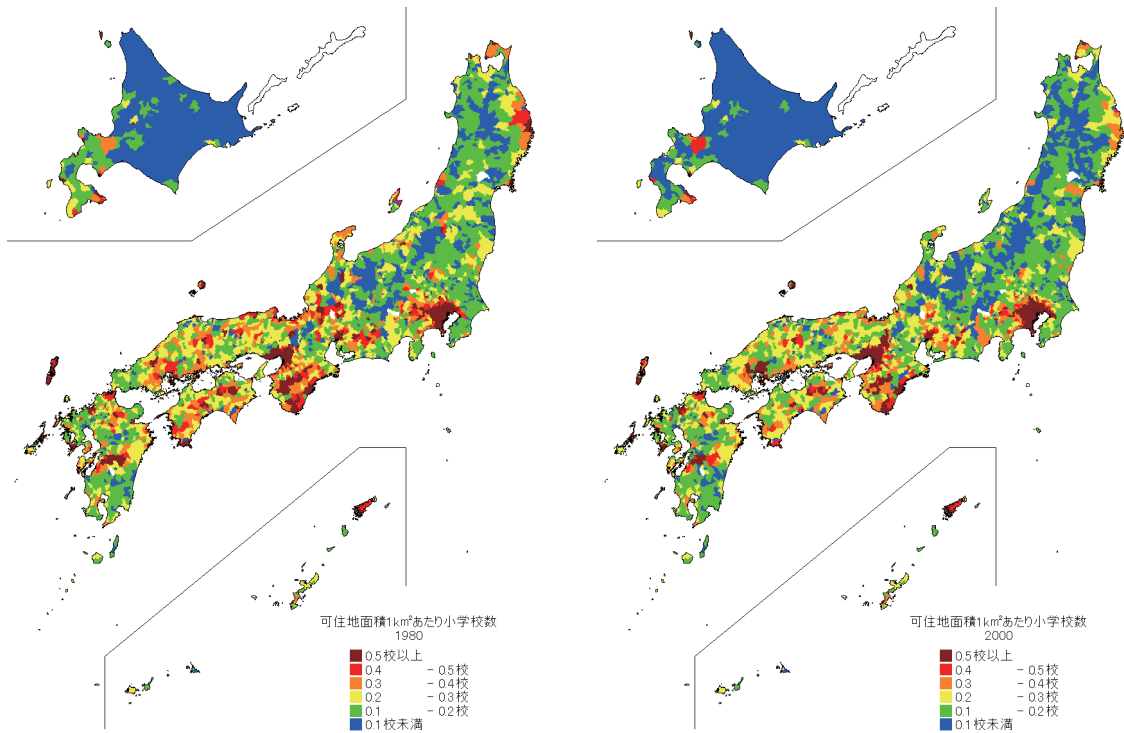 可住地面積1km²あたり小学校数
1980
0.5校以上
0.4 - 0.5校
0.3 - 0.4校
0.2 - 0.3校
0.1 - 0.2校
0.1校未満
可住地面積1km²あたり小学校数
2000
0.5校以上
0.4 - 0.5校
0.3 - 0.4校
0.2 - 0.3校
0.1 - 0.2校
0.1校未満